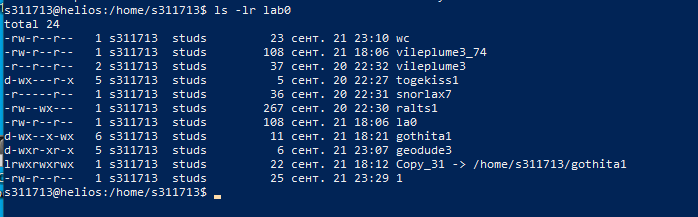 s311713@helios:/home/s311713$ ls -lr lab0
total 24
-rw-r--r-- 1 s311713 studs 23 сент. 21 23:10 wc
-rw-r--r-- 1 s311713 studs 108 сент. 21 18:06 vileplume3_74
-rw-r--r-- 2 s311713 studs 37 сент. 20 22:32 vileplume3
d-wx---r-x 5 s311713 studs 5 сент. 20 22:27 togekiss1
-r-----r-- 1 s311713 studs 36 сент. 20 22:31 snorlax7
-rw--wx--- 1 s311713 studs 267 сент. 20 22:30 ralts1
-rw-r--r-- 1 s311713 studs 108 сент. 21 18:06 la0
d-wx--x-wx 6 s311713 studs 11 сент. 21 18:21 gothita1
d-wxr-xr-x 5 s311713 studs 6 сент. 21 23:07 geodude3
lrwxrwxrwx 1 s311713 studs 22 сент. 21 18:12 Copy_31 -> /home/s311713/gothita1
-rw-r--r-- 1 s311713 studs 25 сент. 21 23:29 1
s311713@helios:/home/s311713$